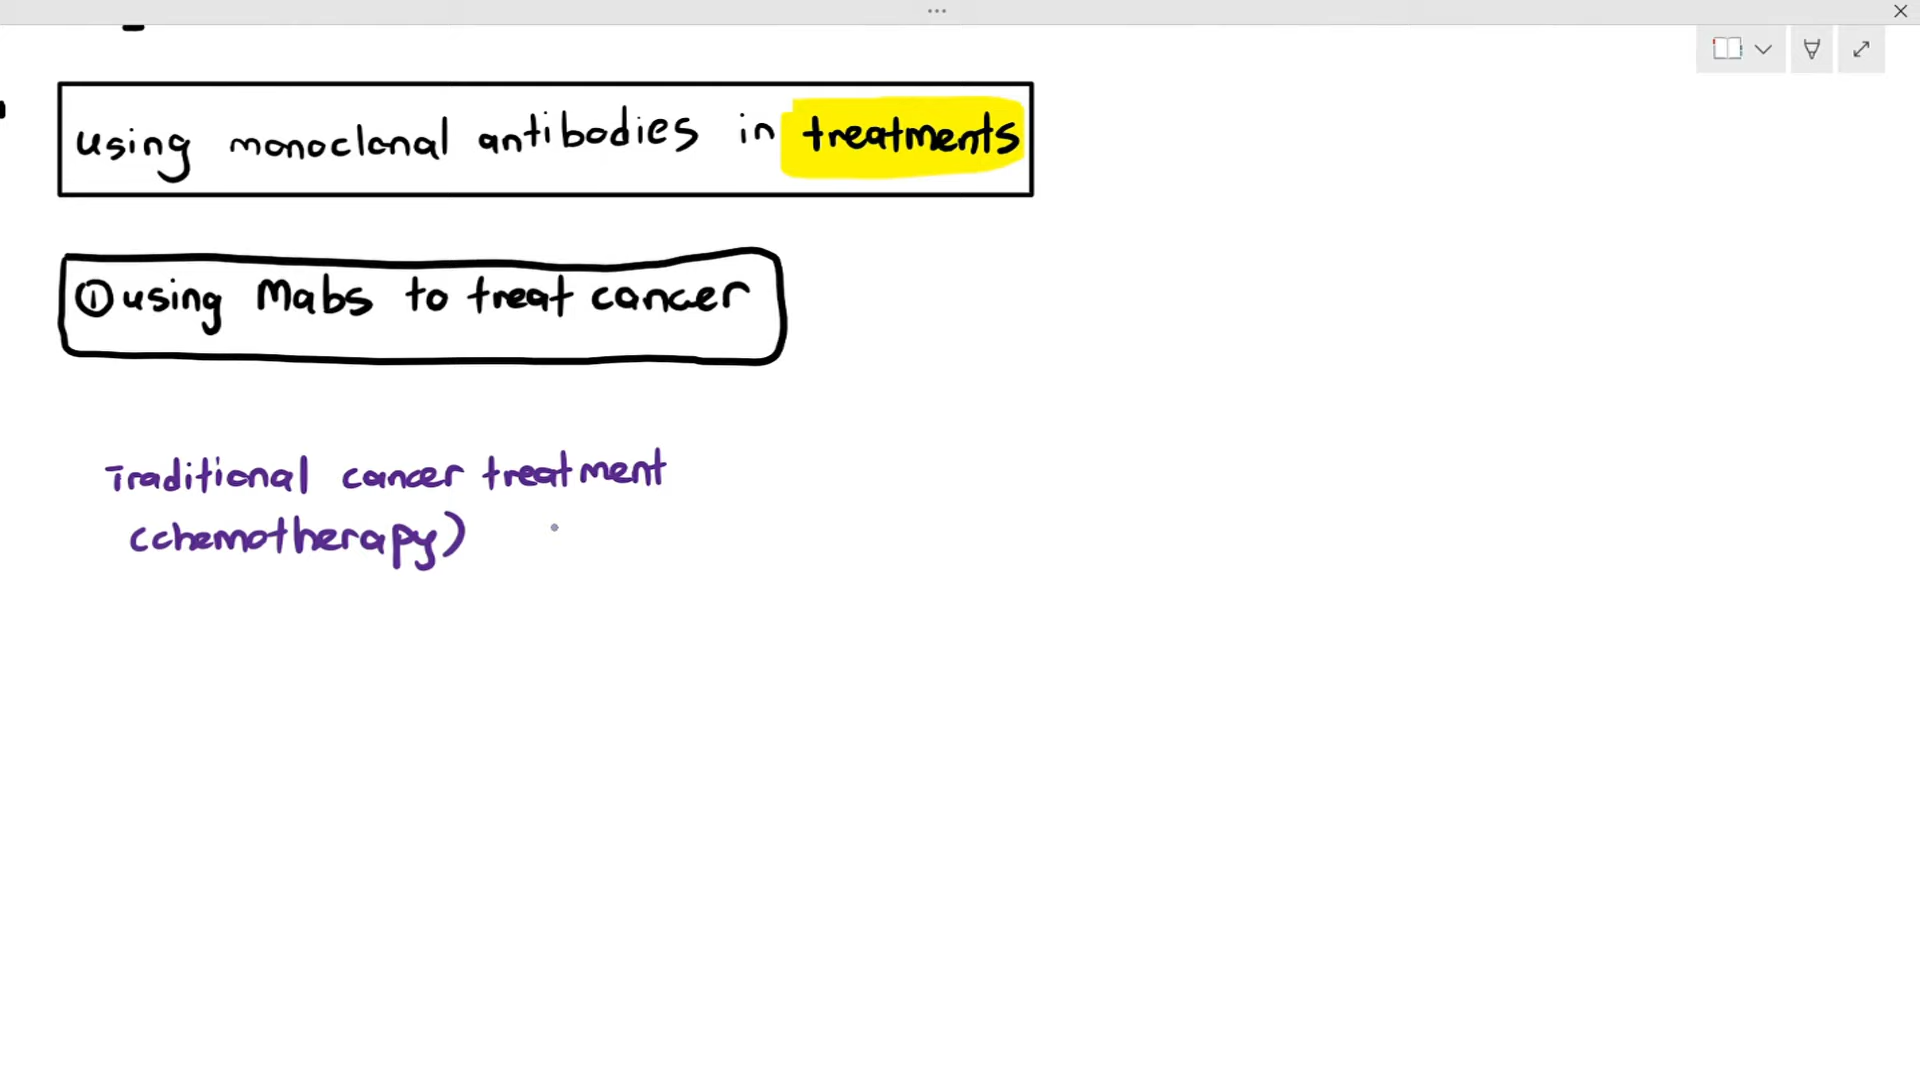 using monoclonal antibodies in treatments
① using Mabs to treat cancer
Traditional cancer treatment
(chemotherapy)